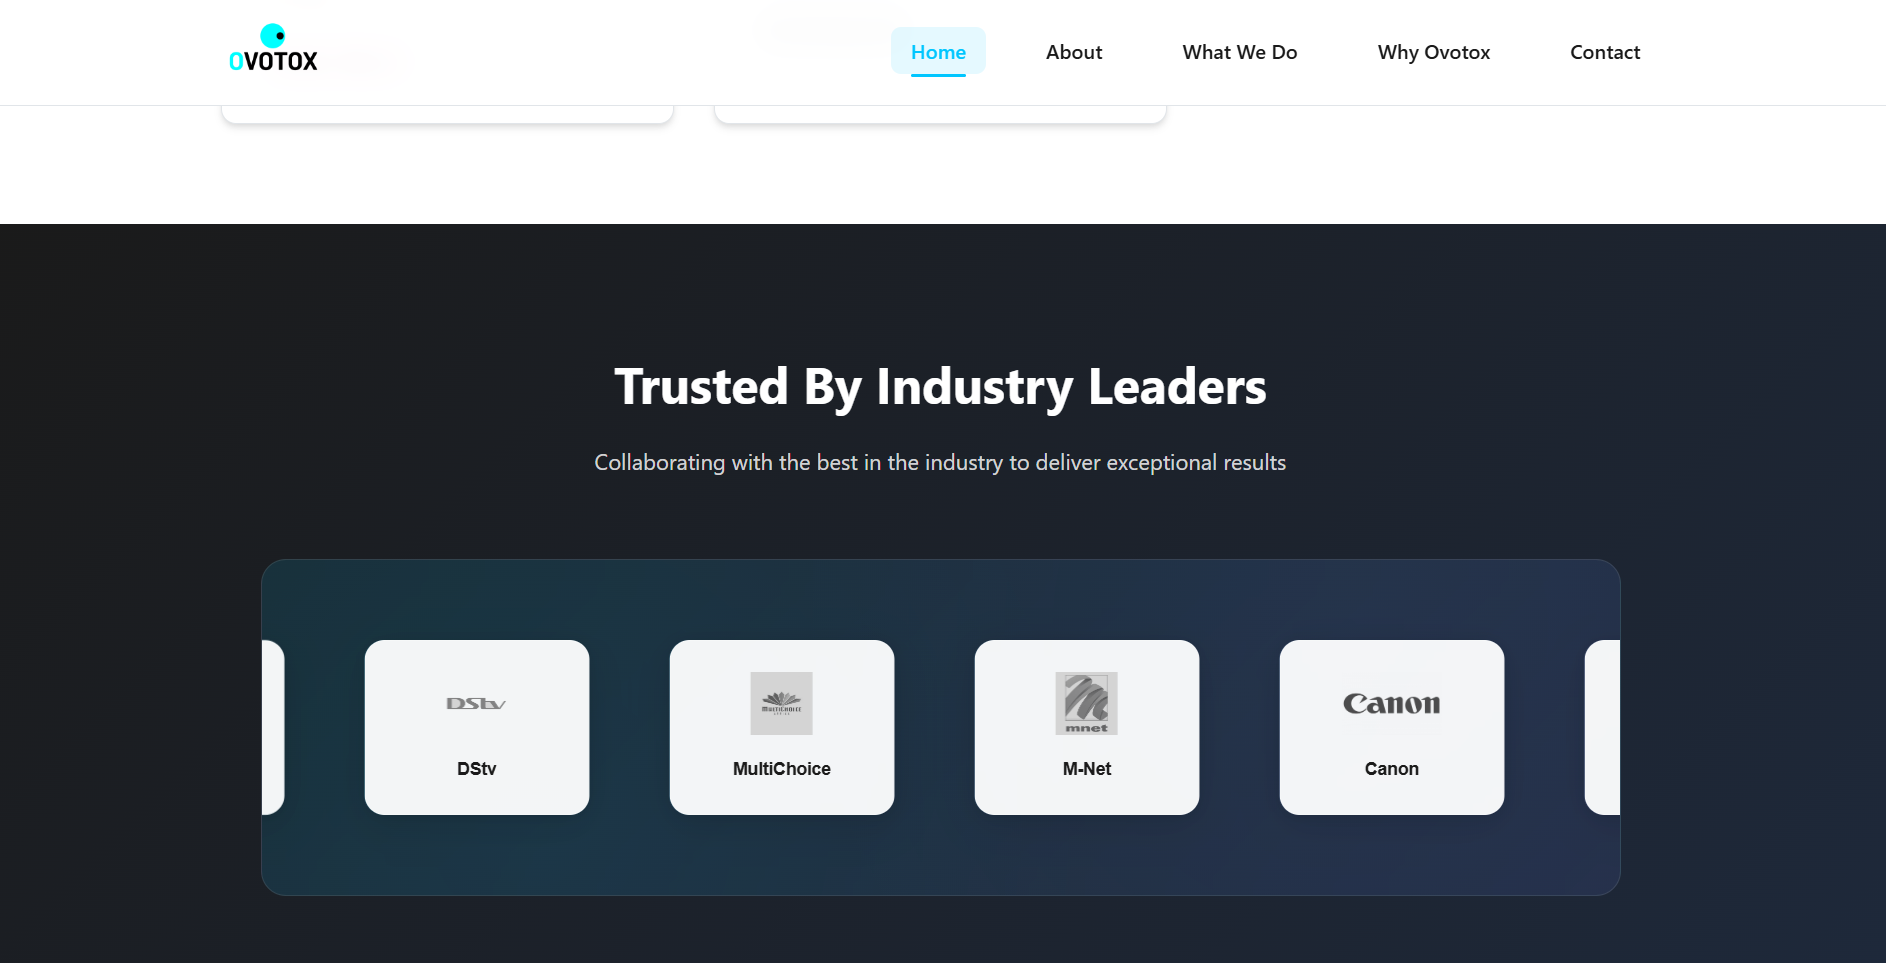 OVOTOX
Home
About
What We Do
Why Ovotox
Contact
Trusted By Industry Leaders
Collaborating with the best in the industry to deliver exceptional results
DStv
DStv
MULTICHOICE
MultiChoice
mnet
M-Net
Canon
Canon